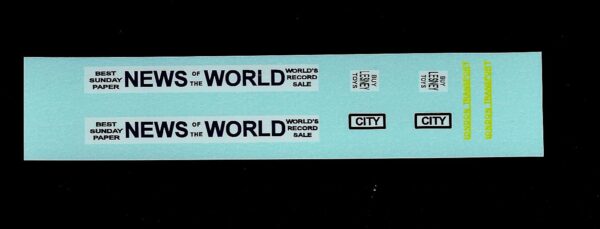 BEST SUNDAY PAPER NEWS OF THE WORLD WORLD'S RECORD SALE
BUY LESNEY TOYS
BUY LESNEY TOYS
BEST SUNDAY PAPER NEWS OF THE WORLD WORLD'S RECORD SALE
CITY
CITY
LONDON TRANSPORT
LONDON TRANSPORT